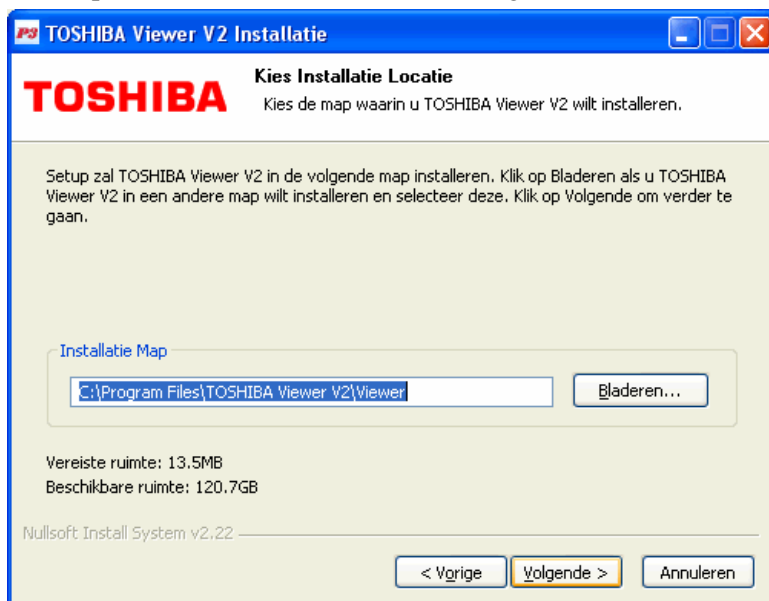 TOSHIBA Viewer V2 Installatie
TOSHIBA
Kies Installatie Locatie
Kies de map waarin u TOSHIBA Viewer V2 wilt installeren.
Setup zal TOSHIBA Viewer V2 in de volgende map installeren. Klik op Bladeren als u TOSHIBA
Viewer V2 in een andere map wilt installeren en selecteer deze. Klik op Volgende om verder te
gaan.
Installatie Map
C:\Program Files\TOSHIBA Viewer V2\Viewer
Bladeren...
Vereiste ruimte: 13.5MB
Beschikbare ruimte: 120.7GB
Nullsoft Install System v2.22
< Vorige
Volgende >
Annuleren